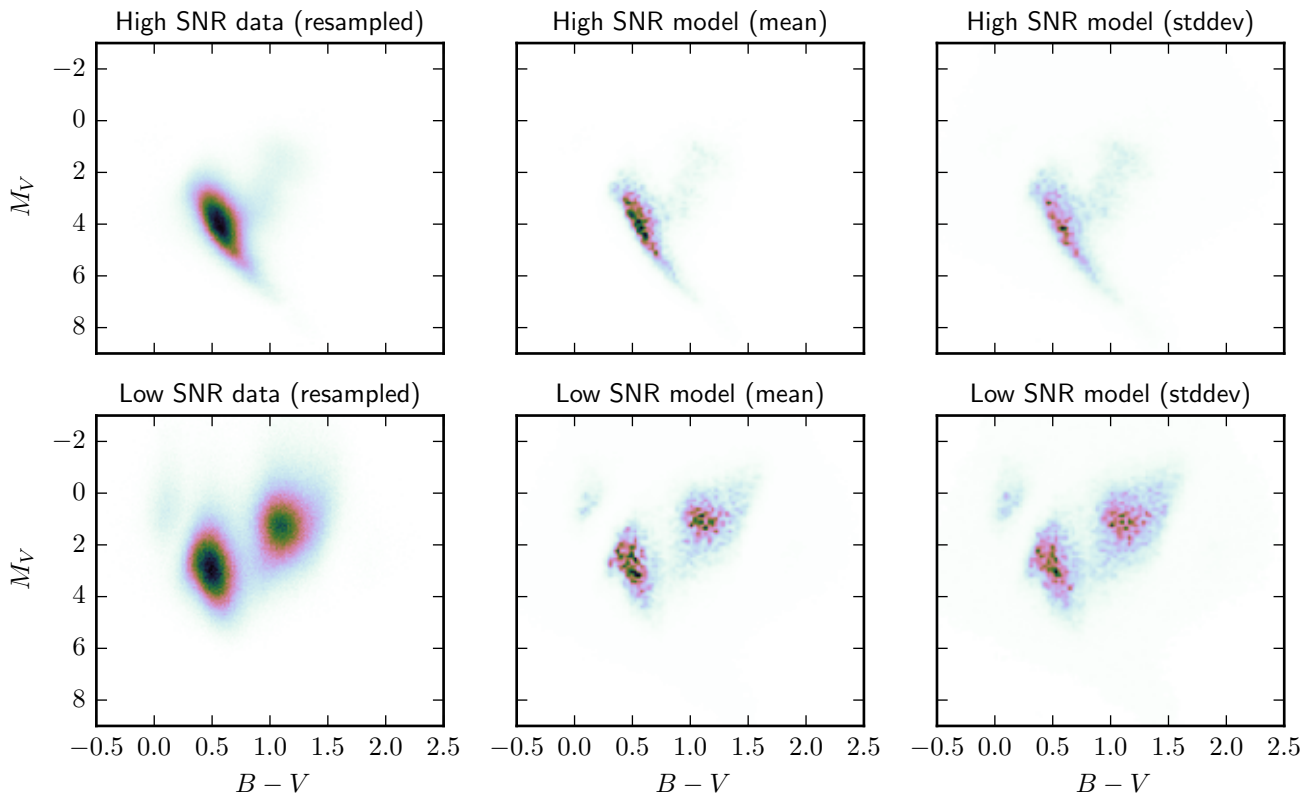 High SNR data (resampled) High SNR model (mean) High SNR model (stddev)
−2
0
2
4
6
8
M_V
Low SNR data (resampled) Low SNR model (mean) Low SNR model (stddev)
−2
0
2
4
6
8
M_V
−0.5 0.0 0.5 1.0 1.5 2.0 2.5 −0.5 0.0 0.5 1.0 1.5 2.0 2.5 −0.5 0.0 0.5 1.0 1.5 2.0 2.5
B − V B − V B − V